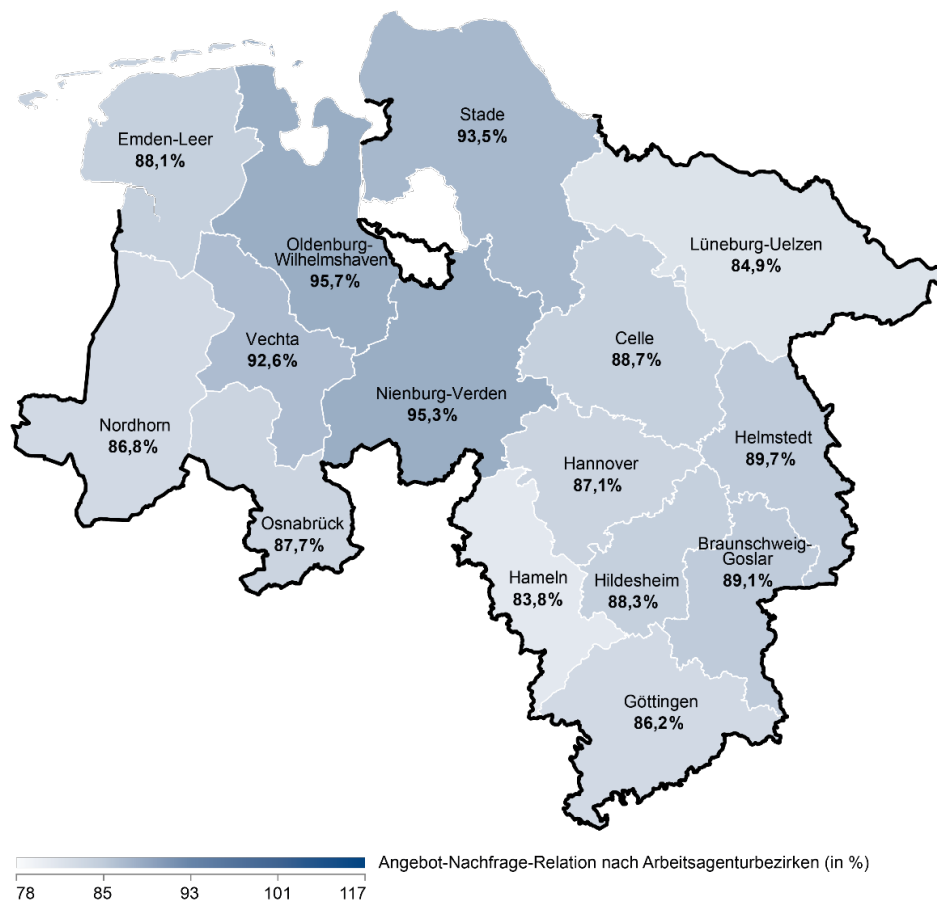 Stade
93,5%
Emden-Leer
88,1%
Oldenburg-
Wilhelmshaven
95,7%
Lüneburg-Uelzen
84,9%
Vechta
92,6%
Celle
88,7%
Nienburg-Verden
95,3%
Nordhorn
86,8%
Helmstedt
89,7%
Hannover
87,1%
Osnabrück
87,7%
Braunschweig-
Goslar
89,1%
Hameln
83,8%
Hildesheim
88,3%
Göttingen
86,2%
Angebot-Nachfrage-Relation nach Arbeitsagenturbezirken (in %)
78 85 93 101 117